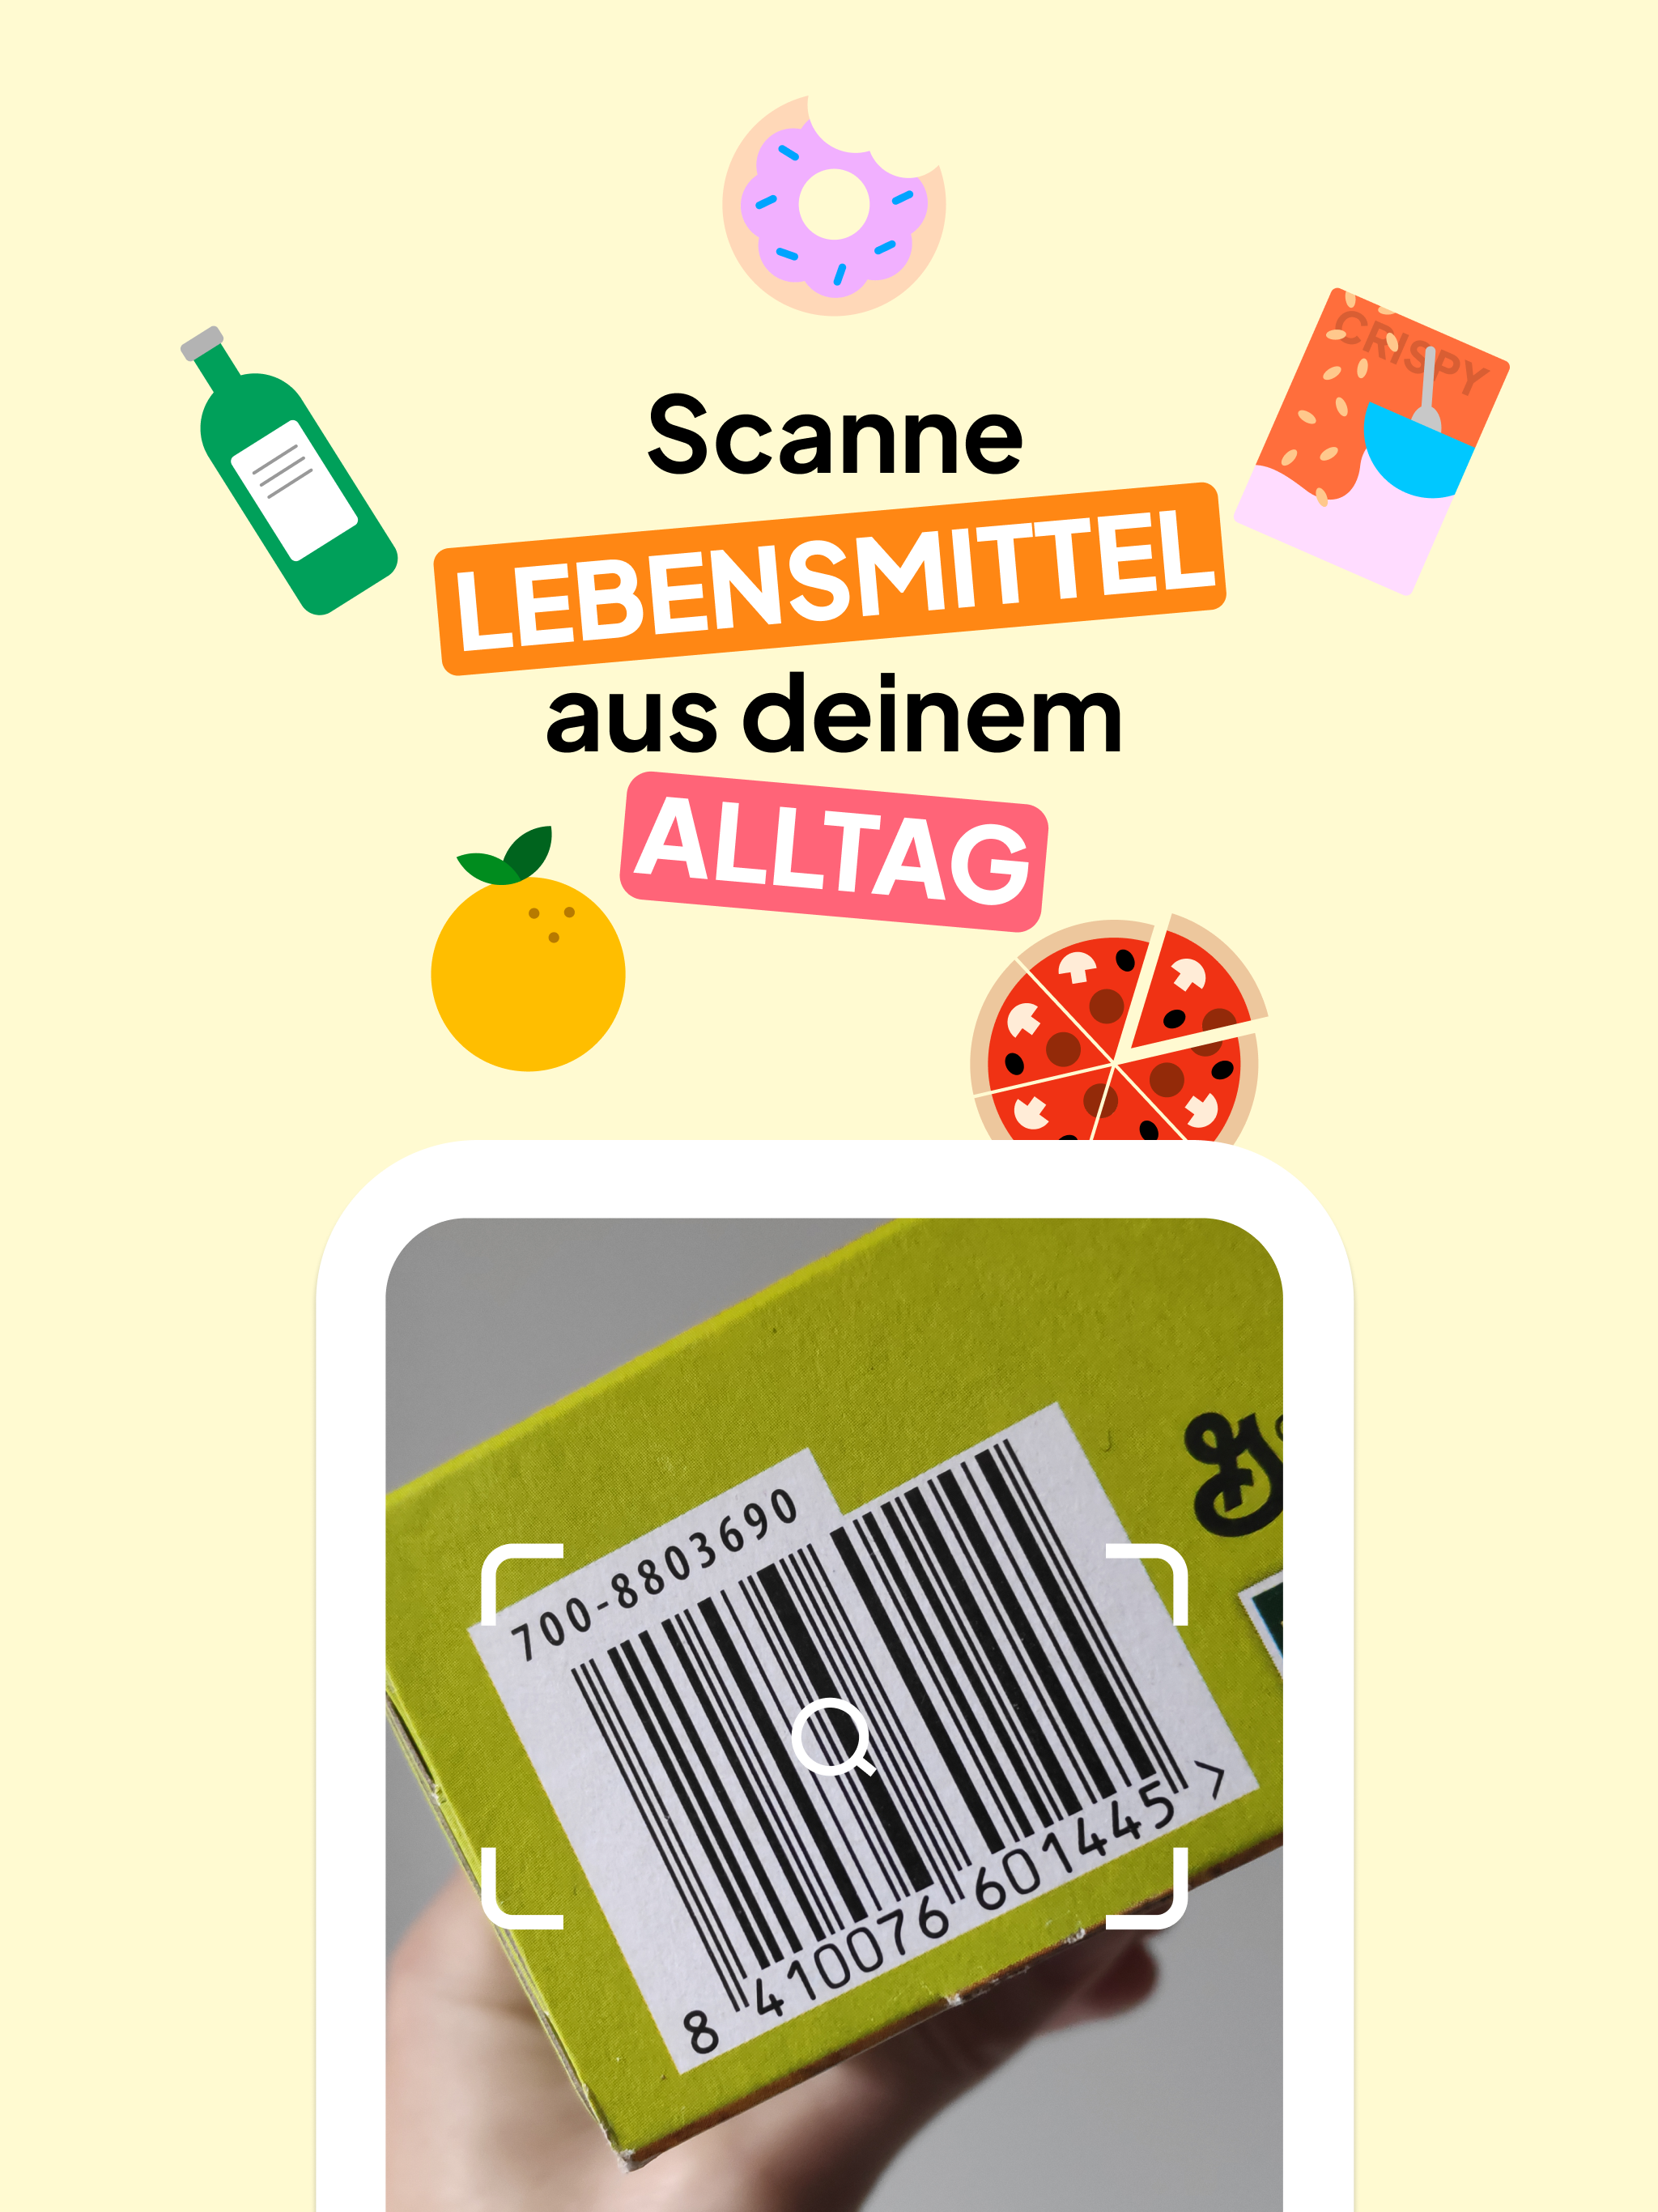 CRISPY
Scanne
LEBENSMITTEL
aus deinem
ALLTAG
700-8803690
8 410076 601445 >